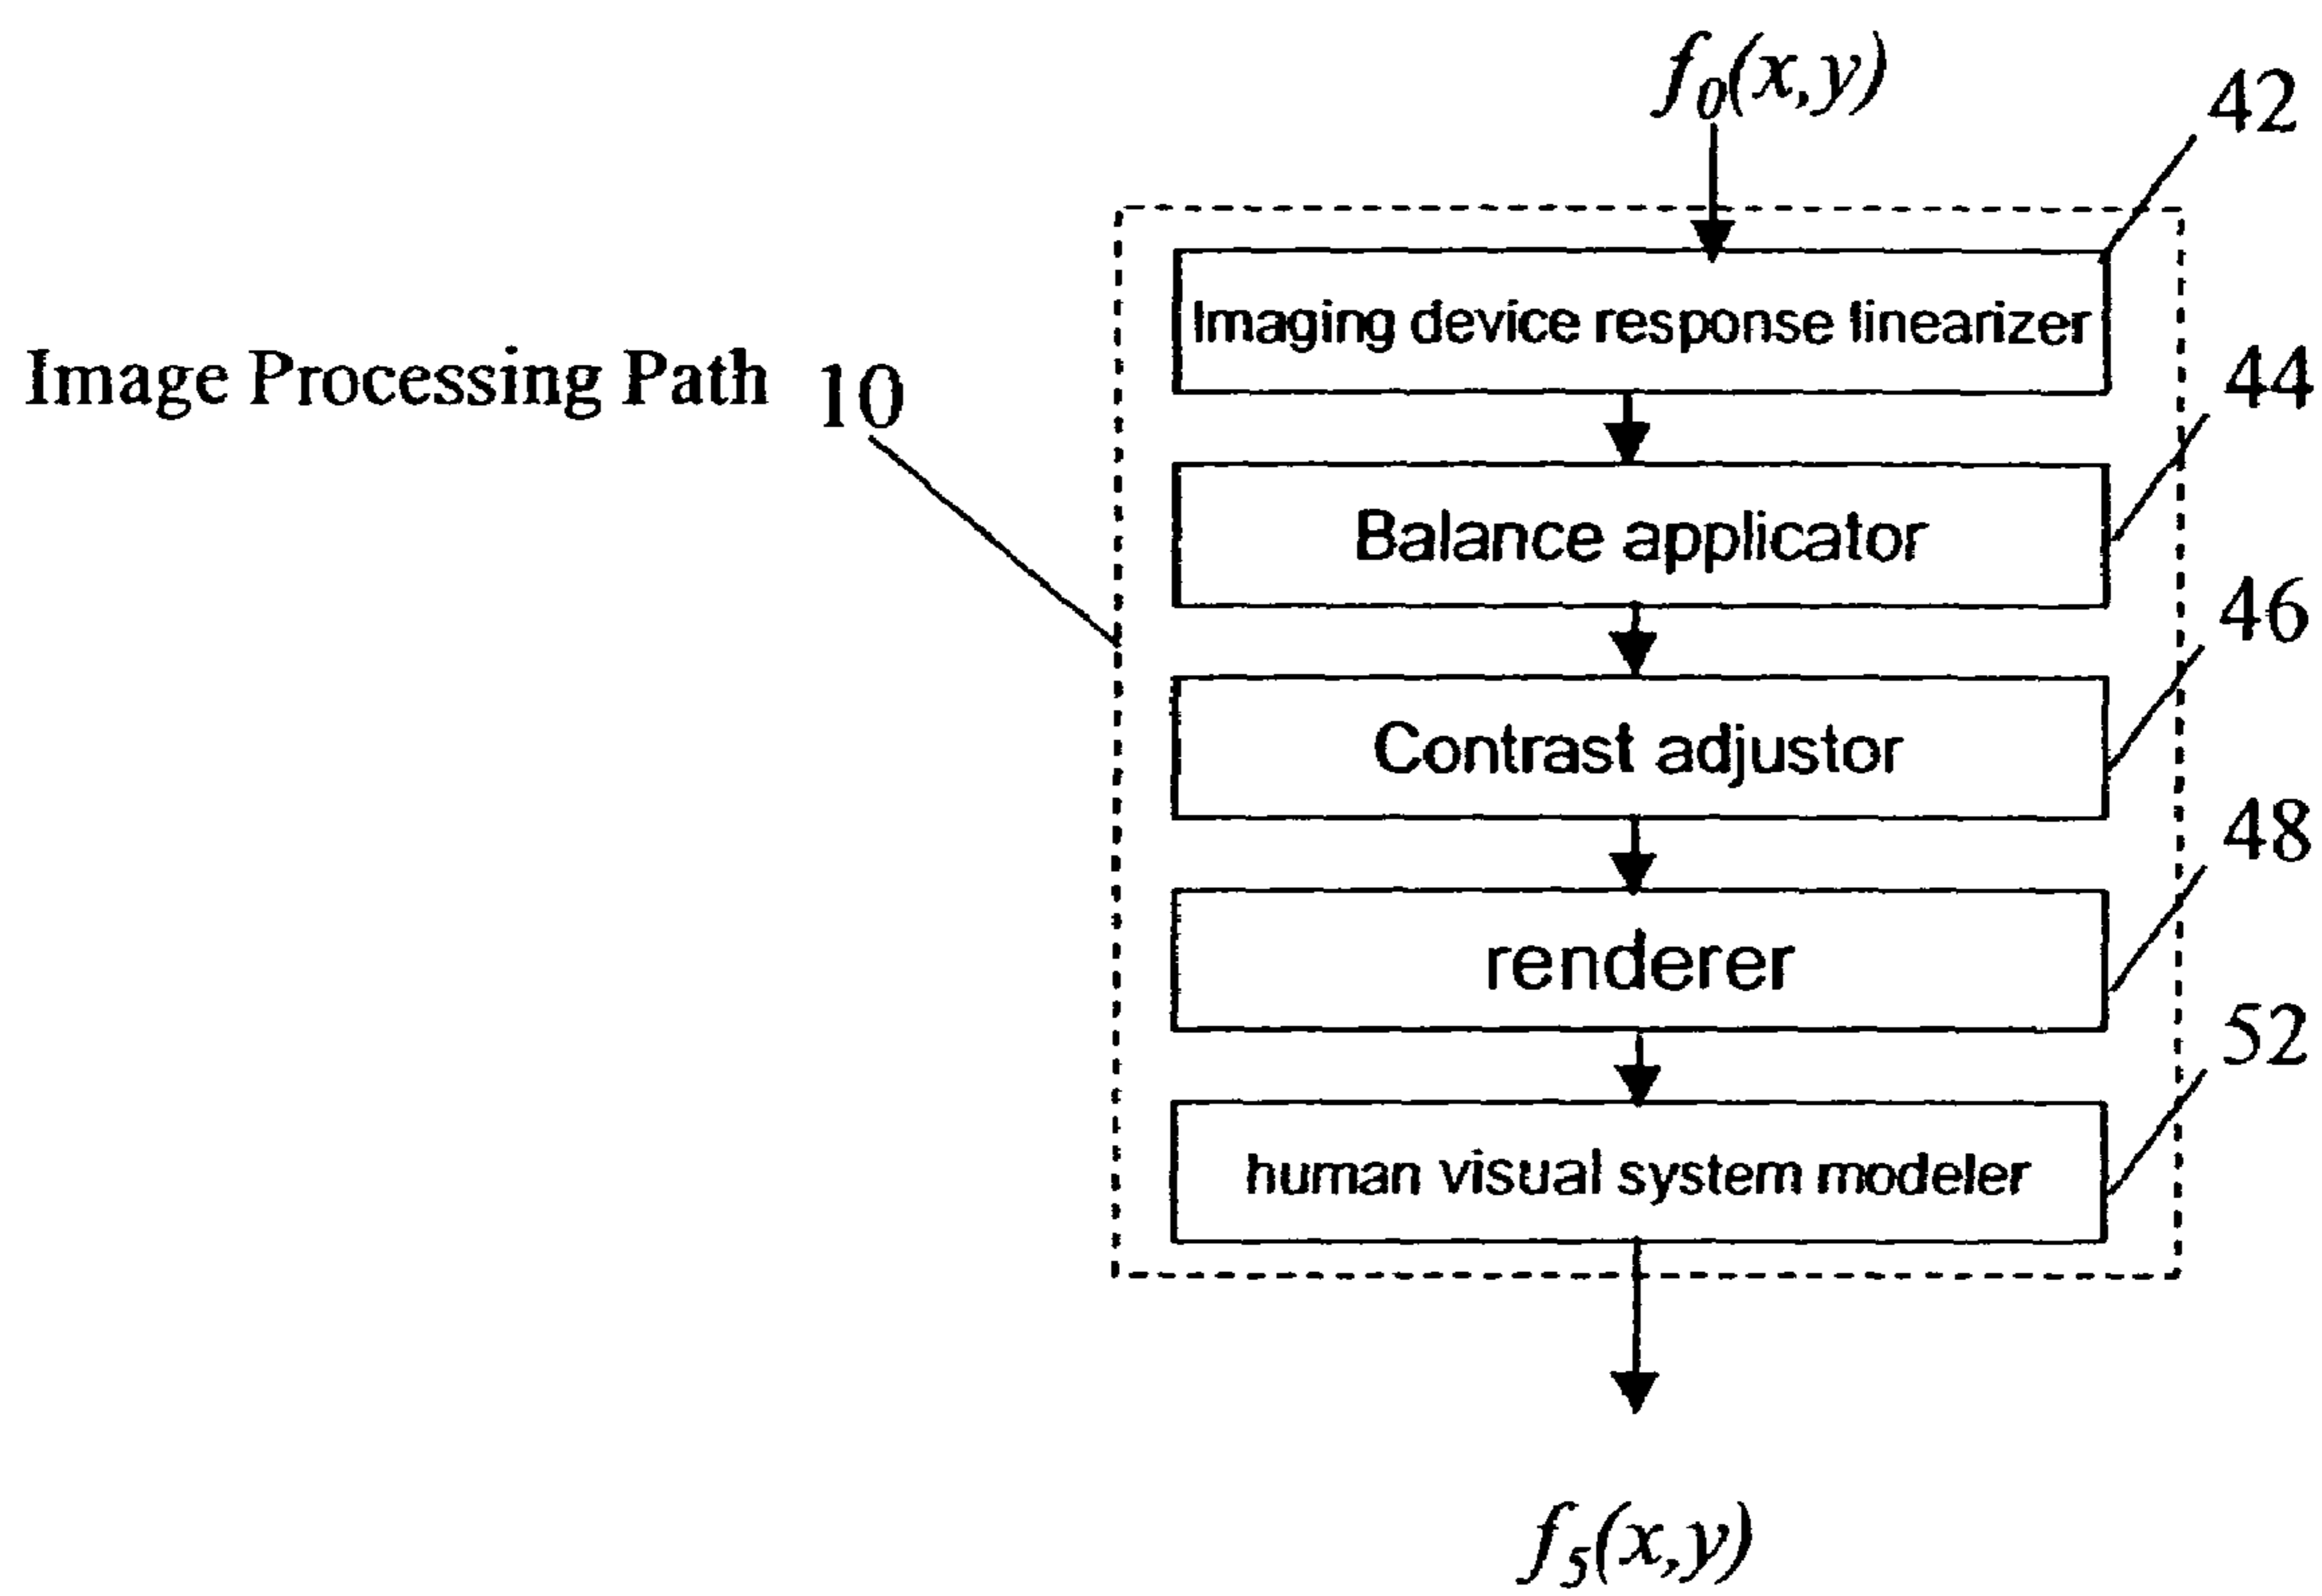 f0(x,y)
42
Imaging device response linearizer
Image Processing Path 10
44
Balance applicator
46
Contrast adjustor
48
renderer
52
human visual system modeler
f5(x,y)